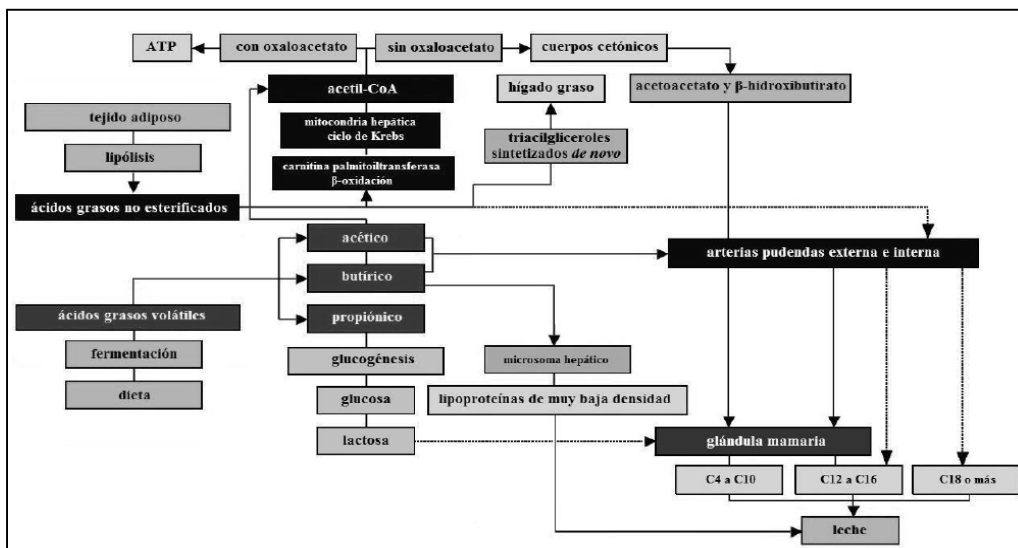 ATP
con oxaloacetato
sin oxaloacetato
cuerpos cetónicos
acetil-CoA
hígado graso
acetoacetato y β-hidroxibutirato
tejido adiposo
mitocondria hepática
ciclo de Krebs
triacilgliceroles
sintetizados de novo
lipólisis
carnitina palmitoiltransferasa
β-oxidación
ácidos grasos no esterificados
acético
arterias pudendas externa e interna
butírico
ácidos grasos volátiles
propiónico
fermentación
glucogénesis
microsoma hepático
dieta
glucosa
lipoproteínas de muy baja densidad
lactosa
glándula mamaria
C4 a C10
C12 a C16
C18 o más
leche